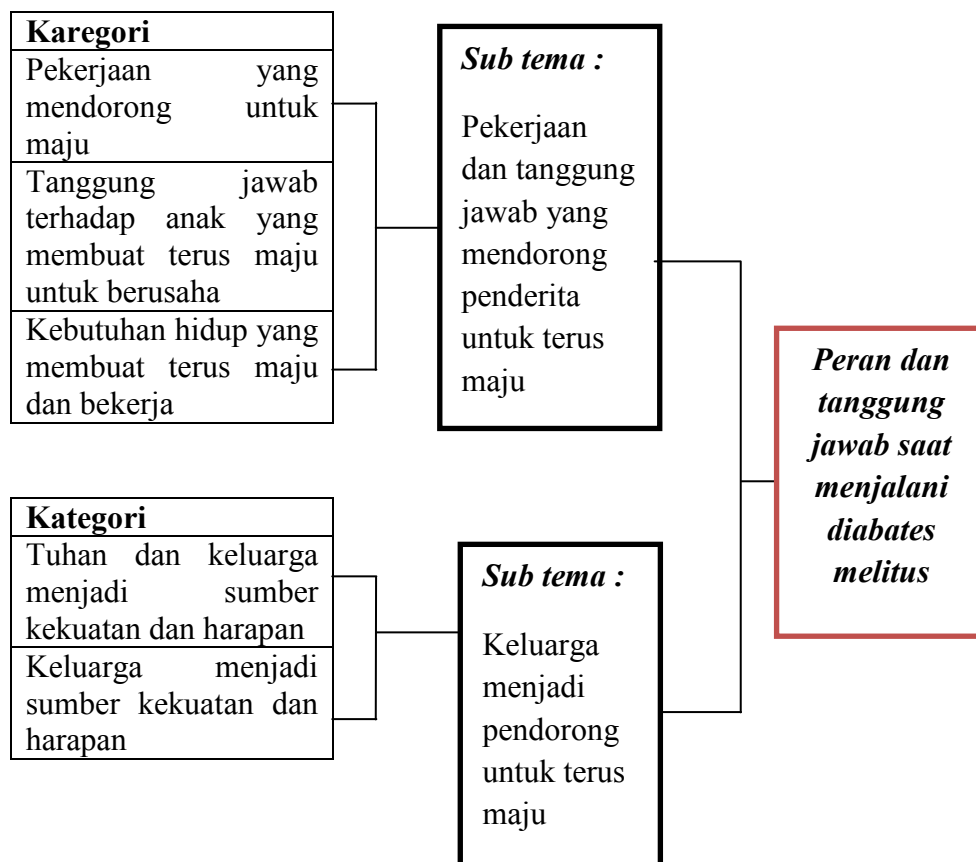 Karegori
Pekerjaan yang
mendorong untuk
maju
Tanggung jawab
terhadap anak yang
membuat terus maju
untuk berusaha
Kebutuhan hidup yang
membuat terus maju
dan bekerja
Sub tema :
Pekerjaan
dan tanggung
jawab yang
mendorong
penderita
untuk terus
maju
Kategori
Tuhan dan keluarga
menjadi sumber
kekuatan dan harapan
Keluarga menjadi
sumber kekuatan dan
harapan
Sub tema :
Keluarga
menjadi
pendorong
untuk terus
maju
Peran dan
tanggung
jawab saat
menjalani
diabates
melitus